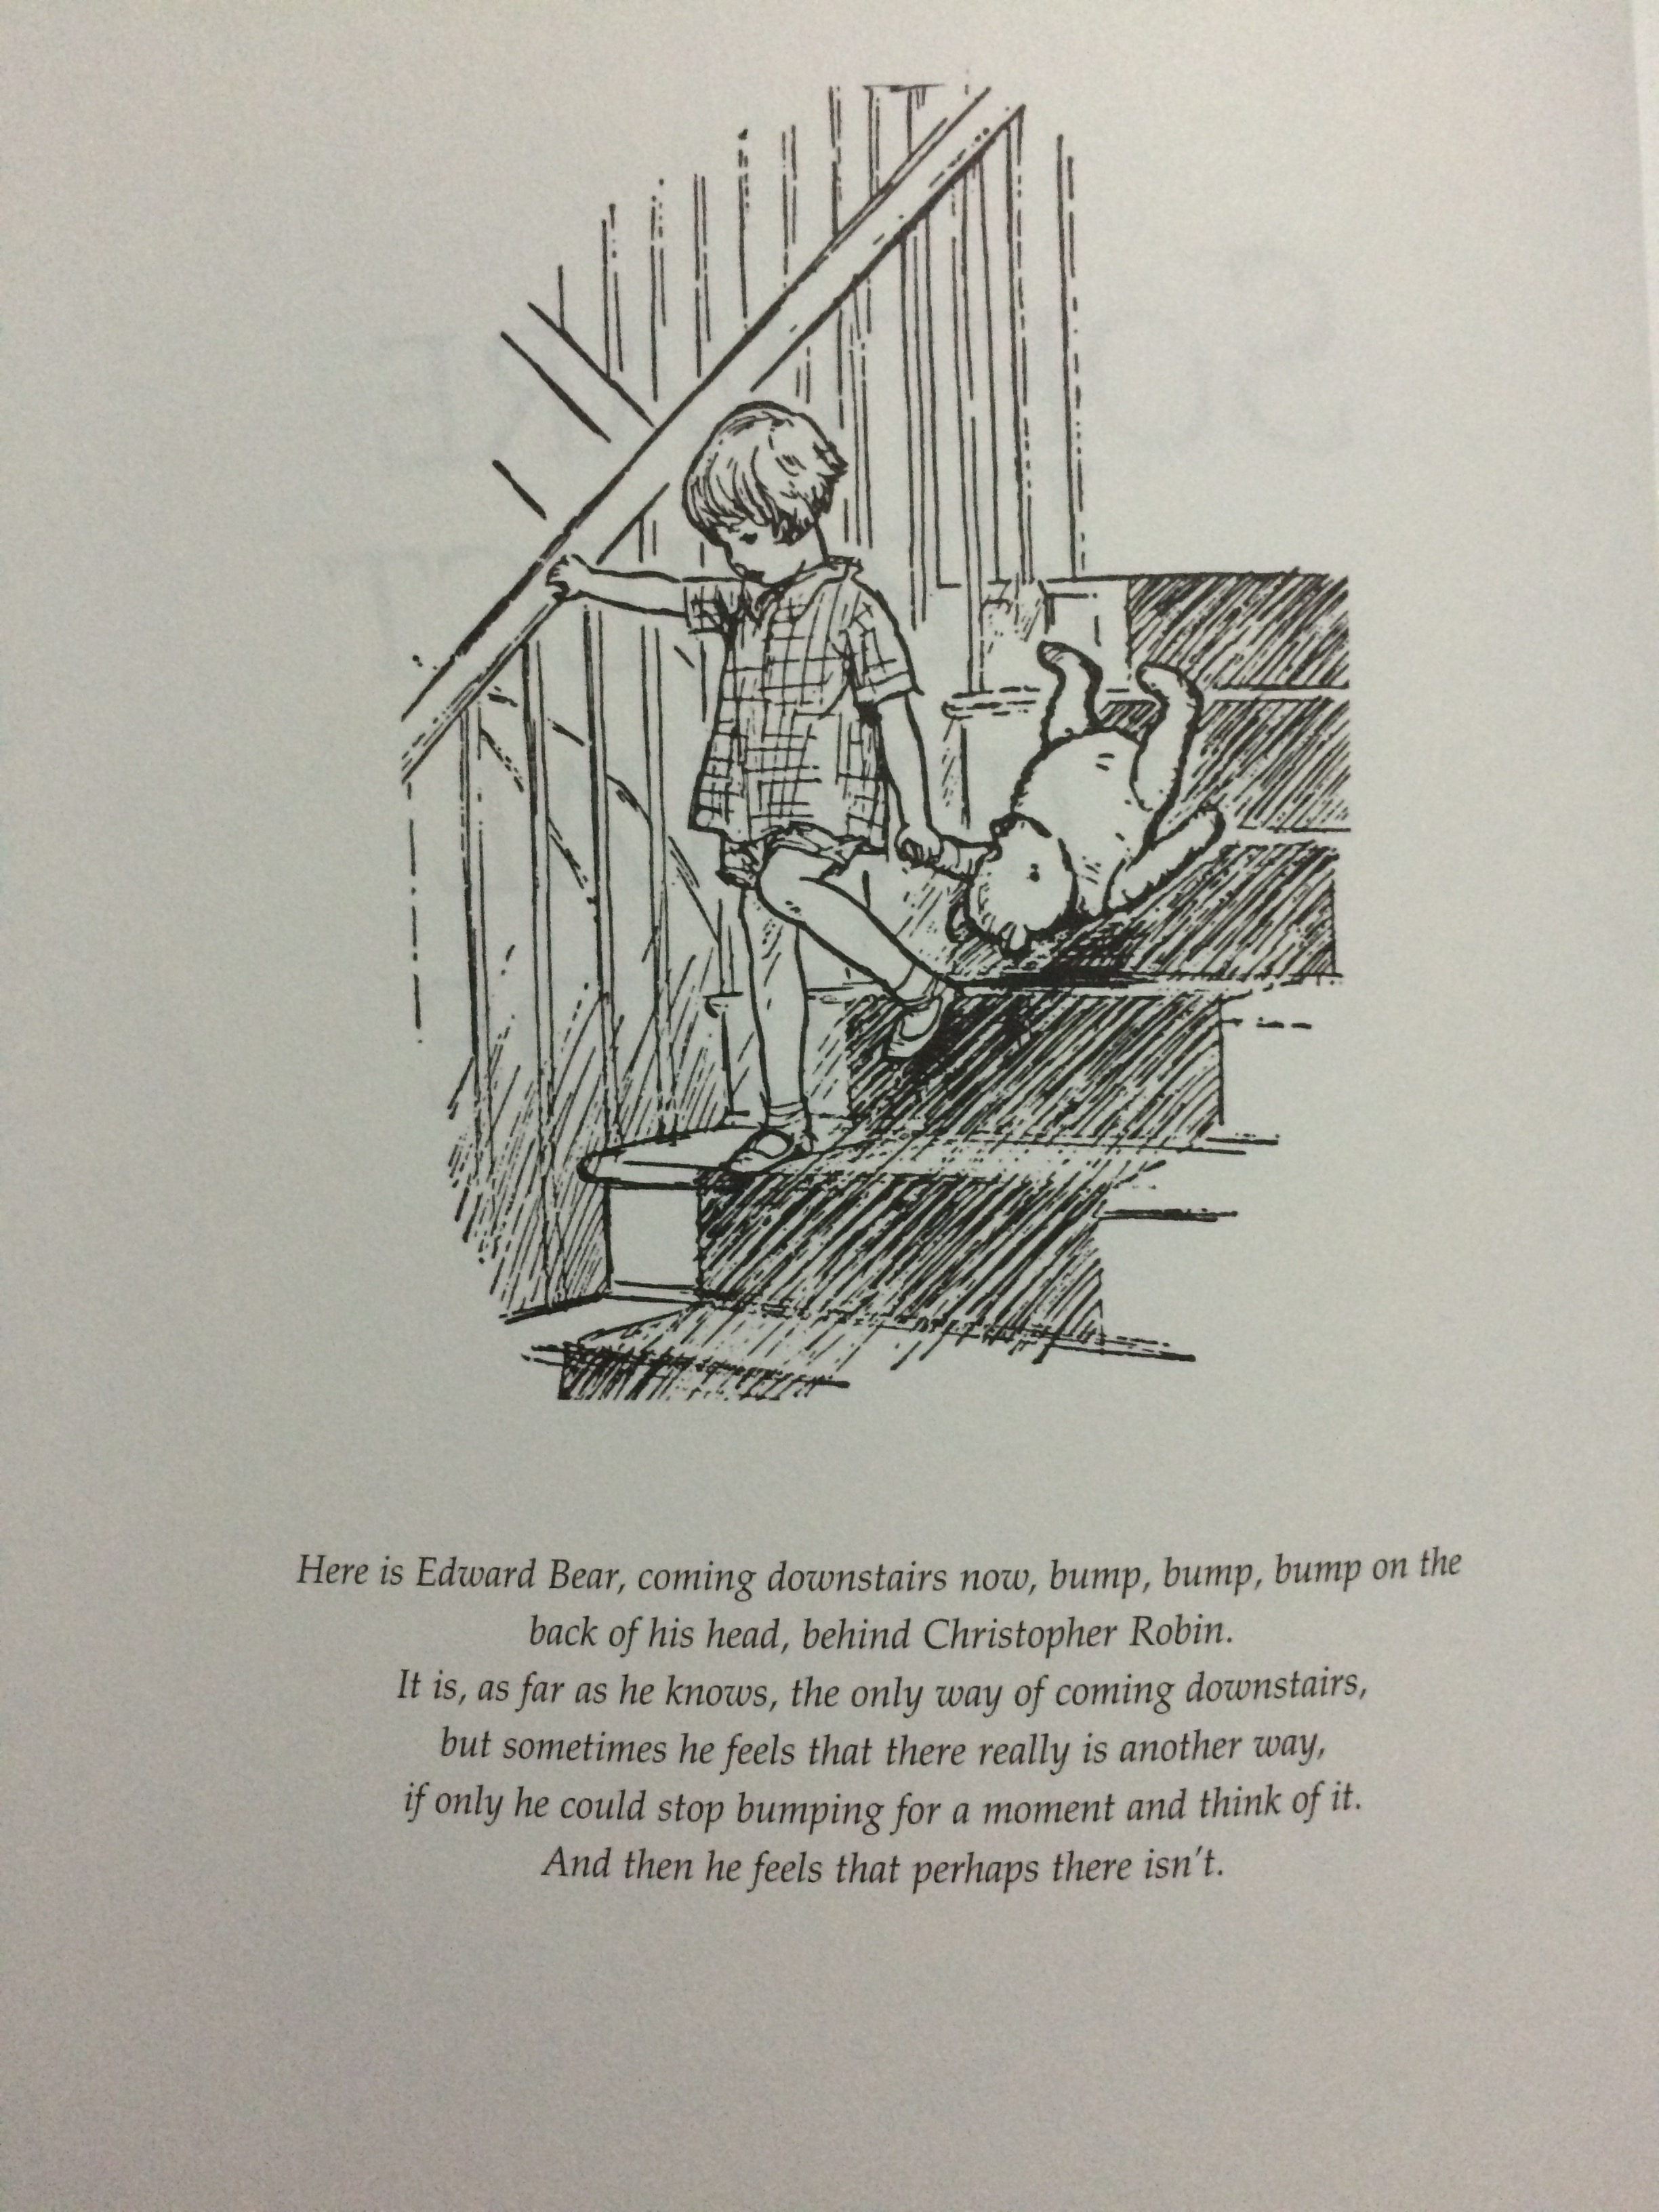 Here is Edward Bear, coming downstairs now, bump, bump, bump on the
back of his head, behind Christopher Robin.
It is, as far as he knows, the only way of coming downstairs,
but sometimes he feels that there really is another way,
if only he could stop bumping for a moment and think of it.
And then he feels that perhaps there isn't.